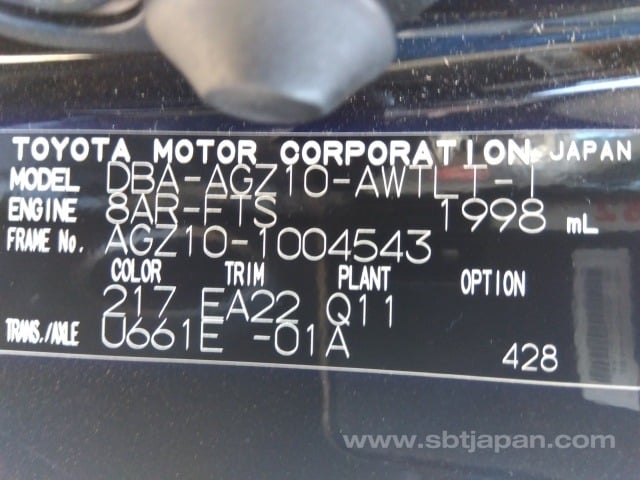 TOYOTA MOTOR CORPORATION JAPAN
MODEL DBA-AGZ10-AWTLT-I
ENGINE 8AR-FTS 1998 mL
FRAME No. AGZ10-1004543
COLOR TRIM PLANT OPTION
217 EA22 Q11
TRANS./AXLE U661E -01A 428
www.sbtjapan.com